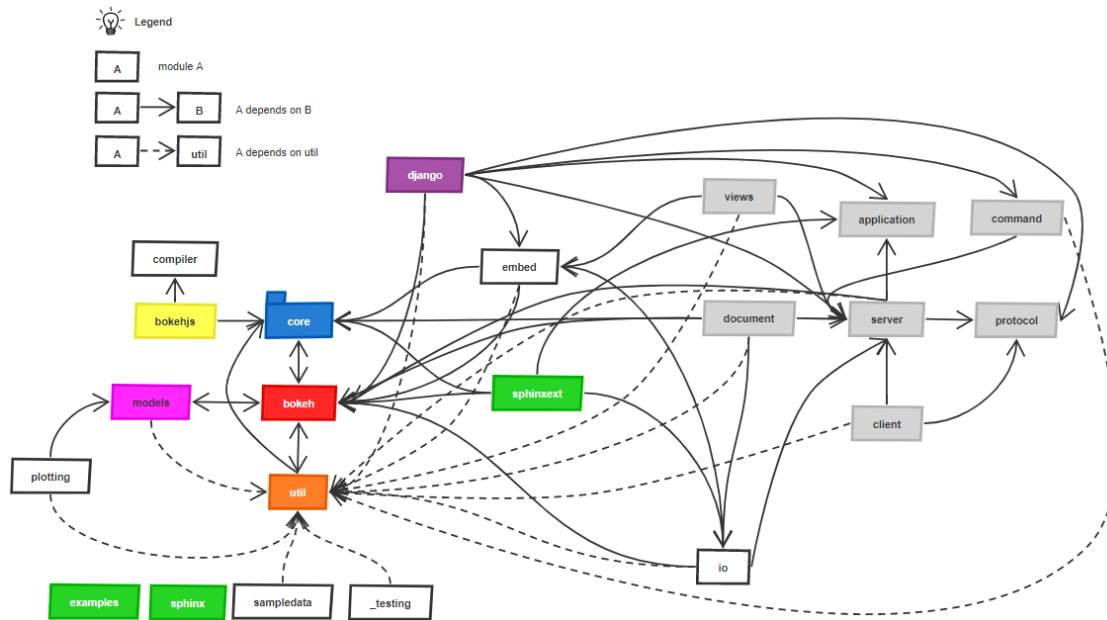 Legend
A
module A
A
B
A depends on B
A
util
A depends on util
django
views
application
command
compiler
embed
bokehjs
core
document
server
protocol
models
bokeh
sphinxext
client
plotting
util
io
examples
sphinx
sampledata
_testing